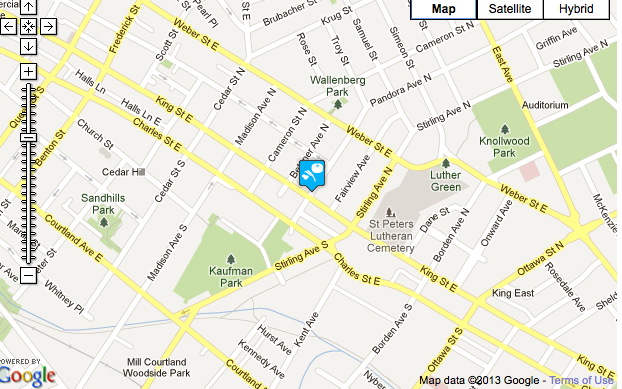 Map
Satellite
Hybrid
Pearl Pl
Brubacher St
Krug St
Frederick St
Scott St
Weber St E
Rose St
Troy St
Samuel St
Simeon St
Cameron St N
Griffin Ave
Stirling Ave N
East Ave
Halls Ln
Halls Ln E
King St E
Cedar St N
Madison Ave N
Wallenberg
Park
Pandora Ave N
Auditorium
Charles St E
Church St
Benton St
Cameron St N
Weber St E
Knollwood
Park
Cedar Hill
Cedar St S
Fairview Ave
Stirling Ave N
Luther
Green
Weber St E
Sandhills
Park
St Peters
Lutheran
Cemetery
Dane St
Borden Ave N
Onward Ave
Courtland Ave E
Madison Ave S
Kaufman
Park
Stirling Ave S
Charles St E
King St E
Ottawa St N
Rosedale Ave
Whitney Pl
King East
Kent Ave
Borden Ave S
Ottawa St S
Hurst Ave
Kennedy Ave
Mill Courtland
Woodside Park
Courtland Ave E
POWERED BY
Google
Map data ©2013 Google - Terms of Use